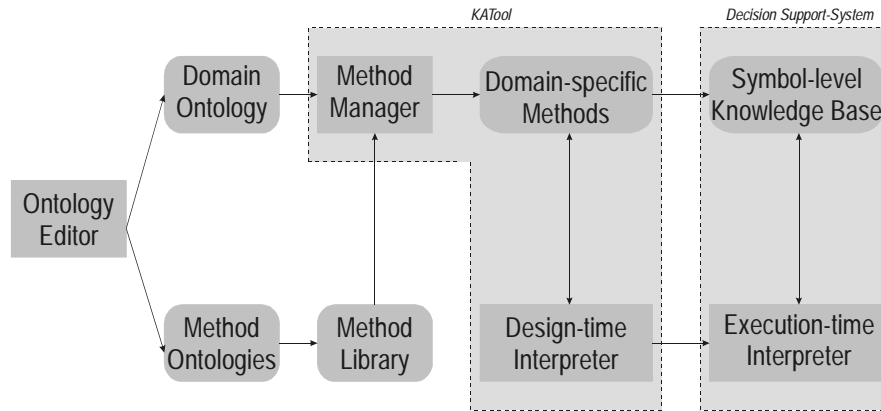 KATool
Decision Support-System
Domain
Ontology
Method
Manager
Domain-specific
Methods
Symbol-level
Knowledge Base
Ontology
Editor
Method
Ontologies
Method
Library
Design-time
Interpreter
Execution-time
Interpreter